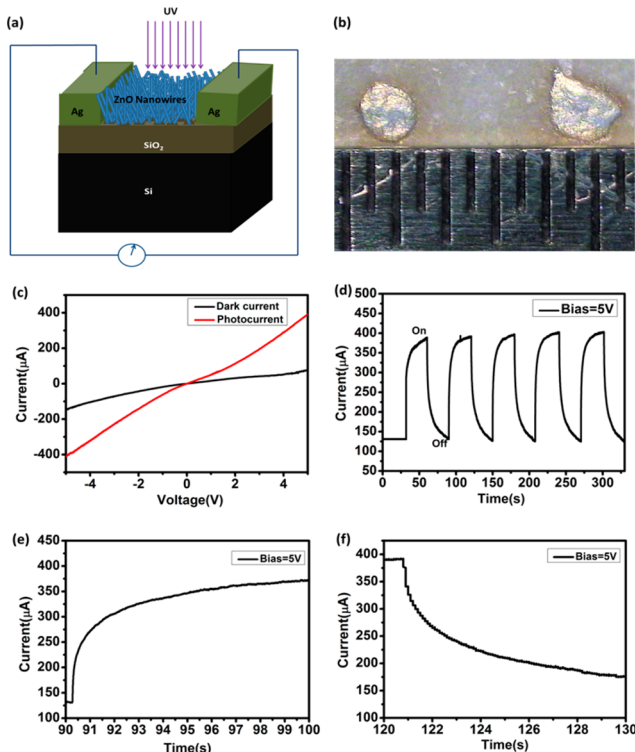 (a)
UV
ZnO Nanowires
Ag
Ag
SiO2
Si
(b)
(c)
Dark current
Photocurrent
400
200
0
-200
-400
Current(µA)
-4
-2
0
2
4
Voltage(V)
(d)
Bias=5V
On
Off
450
400
350
300
250
200
150
100
50
Current(µA)
0
50
100
150
200
250
300
Time(s)
(e)
Bias=5V
450
400
350
300
250
200
150
100
Current(µA)
90
91
92
93
94
95
96
97
98
99
100
Time(s)
(f)
Bias=5V
400
350
300
250
200
150
100
Current(µA)
120
122
124
126
128
130
Time(s)